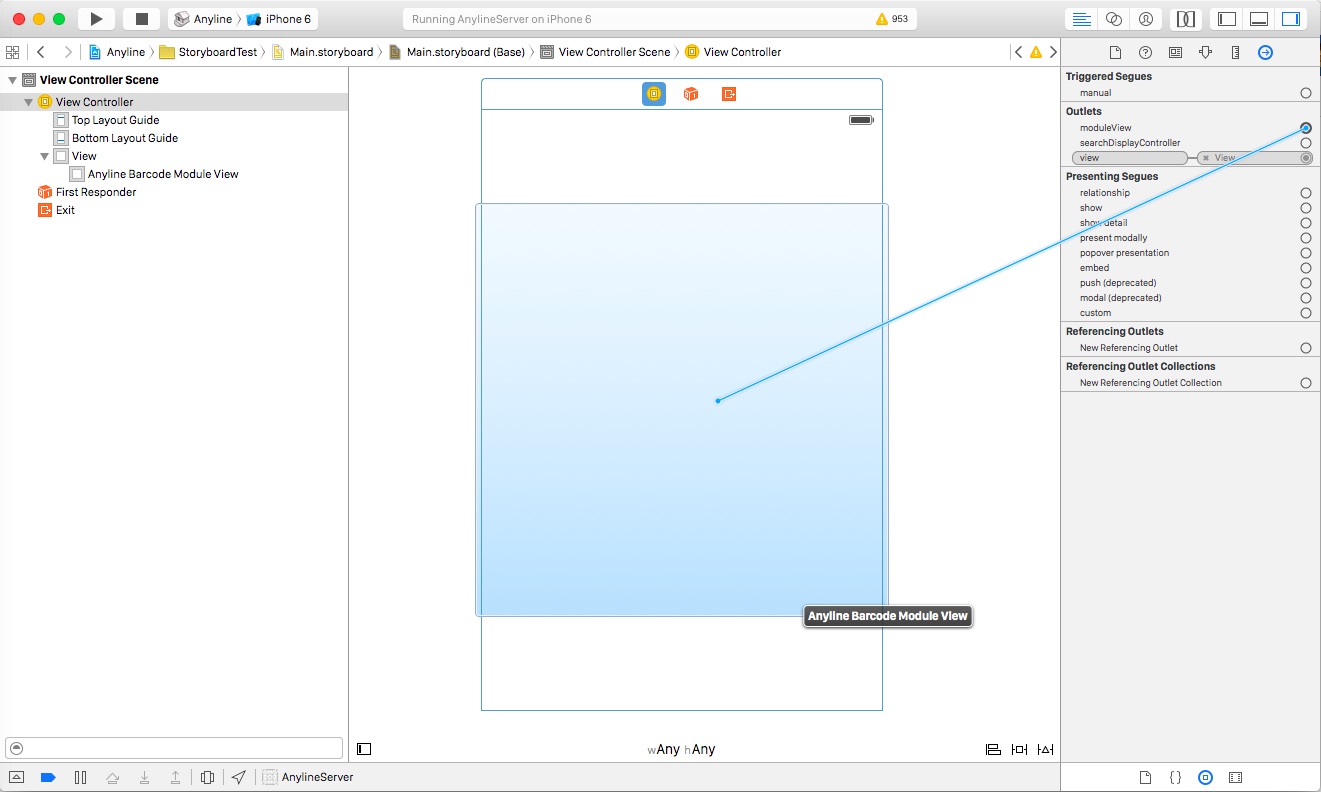 Anyline iPhone 6
Running AnylineServer on iPhone 6
953
Anyline StoryboardTest Main.storyboard Main.storyboard (Base) View Controller Scene View Controller
View Controller Scene
View Controller
Top Layout Guide
Bottom Layout Guide
View
Anyline Barcode Module View
First Responder
Exit
Anyline Barcode Module View
wAny hAny
AnylineServer
Triggered Segues
manual
Outlets
moduleView
searchDisplayController
view View
Presenting Segues
relationship
show
show detail
present modally
popover presentation
embed
push (deprecated)
modal (deprecated)
custom
Referencing Outlets
New Referencing Outlet
Referencing Outlet Collections
New Referencing Outlet Collection